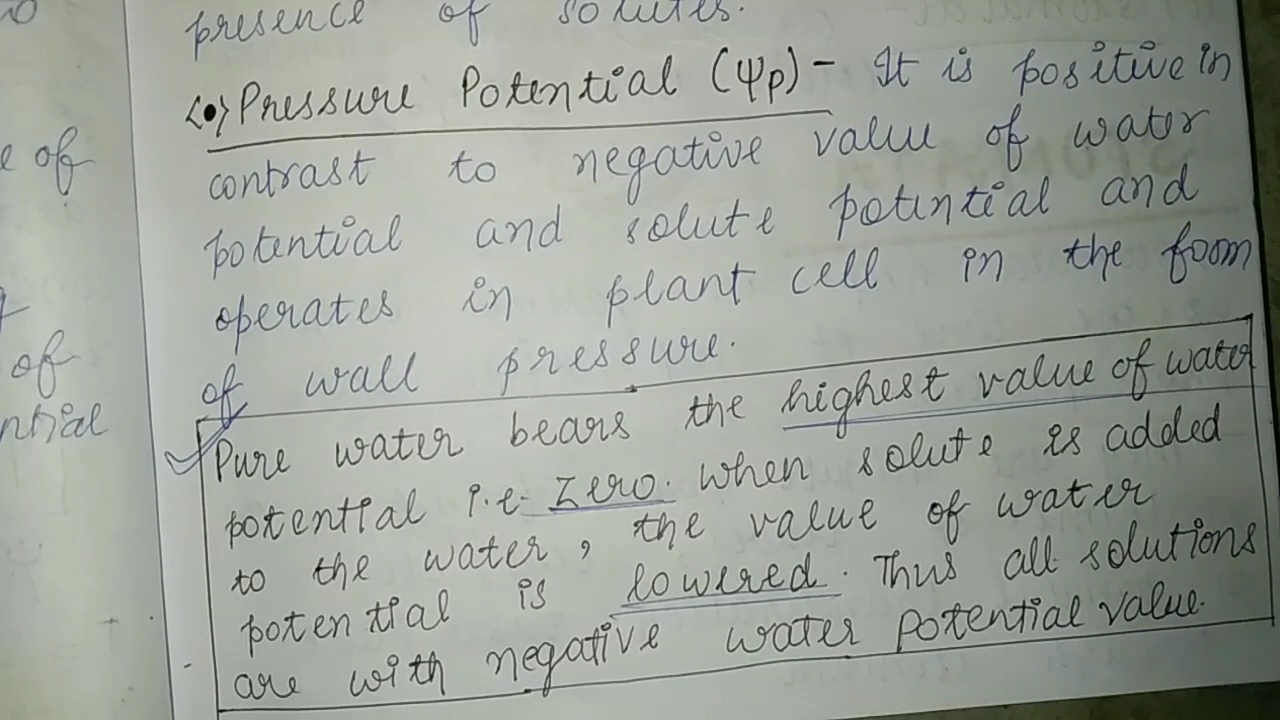 presence of solutes.
<•> Pressure Potential (Ψp) - It is positive in
contrast to negative value of water
potential and solute potential and
operates in plant cell in the form
of wall pressure.
Pure water bears the highest value of water
potential i.e. zero. When solute is added
to the water, the value of water
potential is lowered. Thus all solutions
are with negative water potential value.
e of
of
ntial